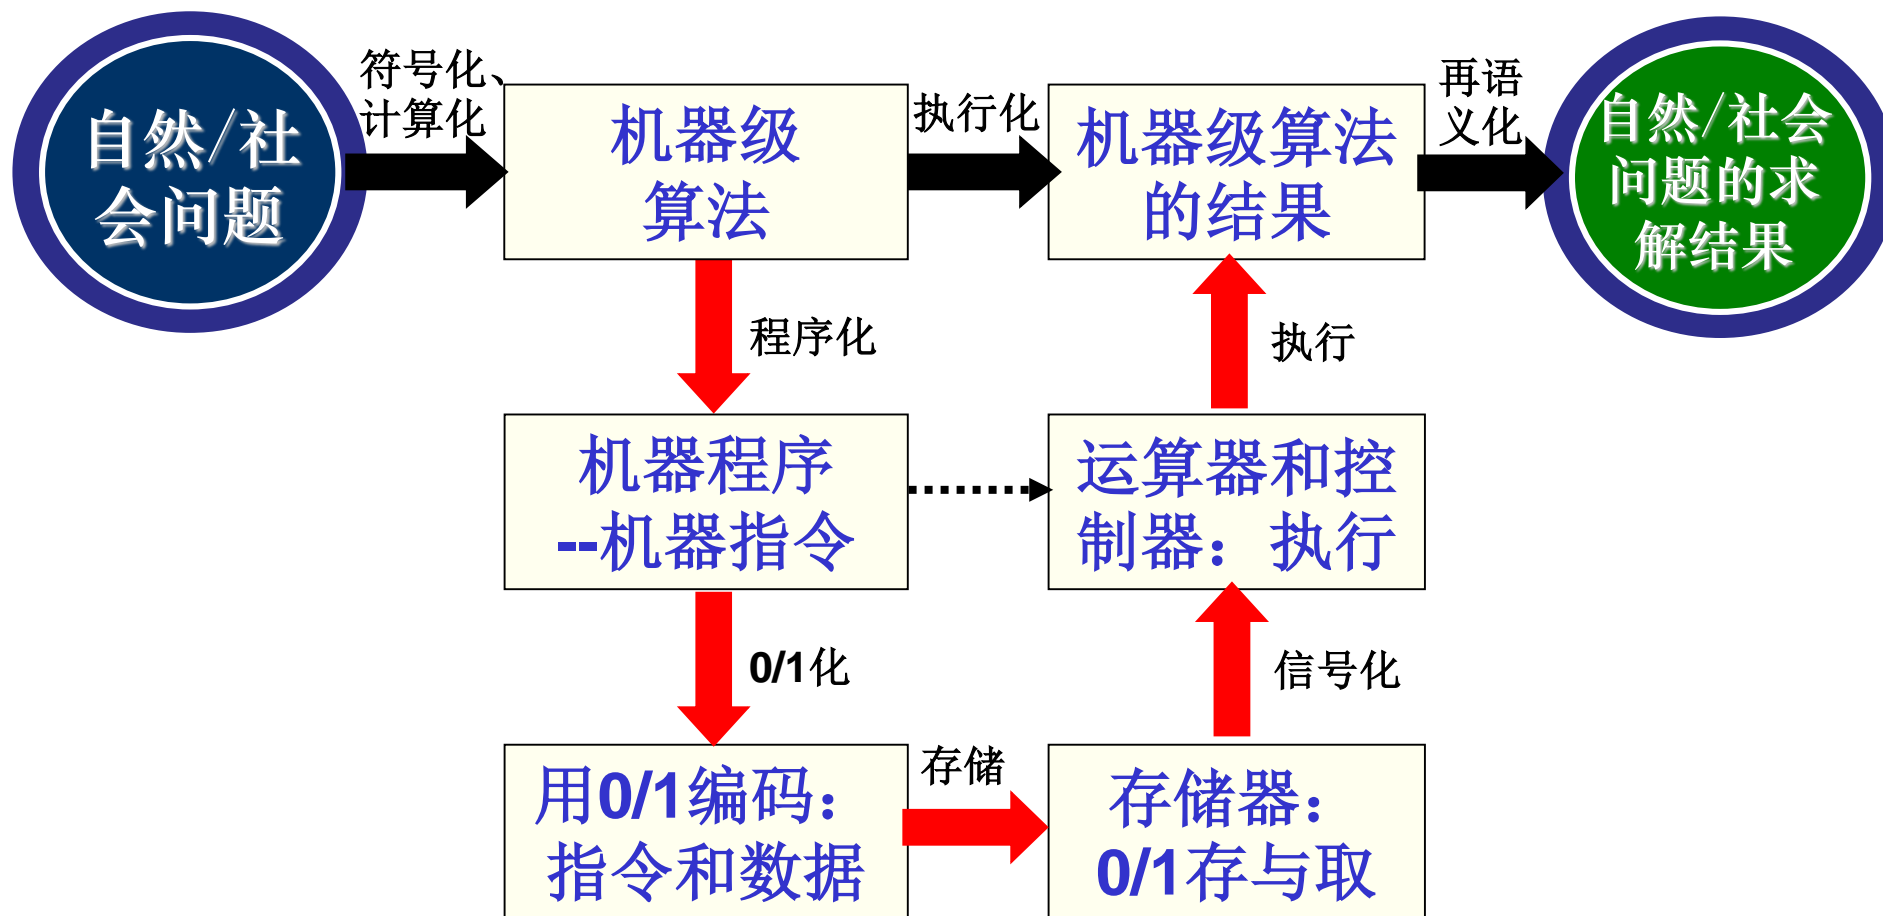 自然/社
会问题
符号化、
计算化
机器级
算法
执行化
机器级算法
的结果
再语
义化
自然/社会
问题的求
解结果
程序化
执行
机器程序
--机器指令
运算器和控
制器：执行
0/1化
信号化
用0/1编码：
指令和数据
存储
存储器：
0/1存与取